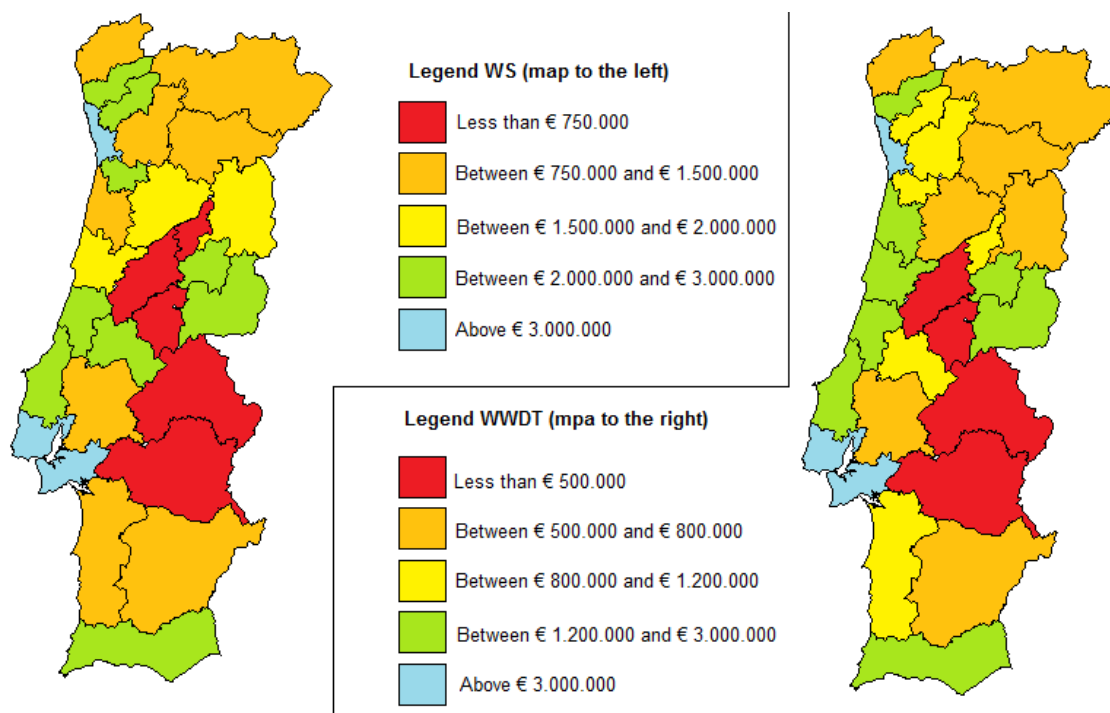 Legend WS (map to the left)
Less than € 750.000
Between € 750.000 and € 1.500.000
Between € 1.500.000 and € 2.000.000
Between € 2.000.000 and € 3.000.000
Above € 3.000.000
Legend WWDT (mpa to the right)
Less than € 500.000
Between € 500.000 and € 800.000
Between € 800.000 and € 1.200.000
Between € 1.200.000 and € 3.000.000
Above € 3.000.000